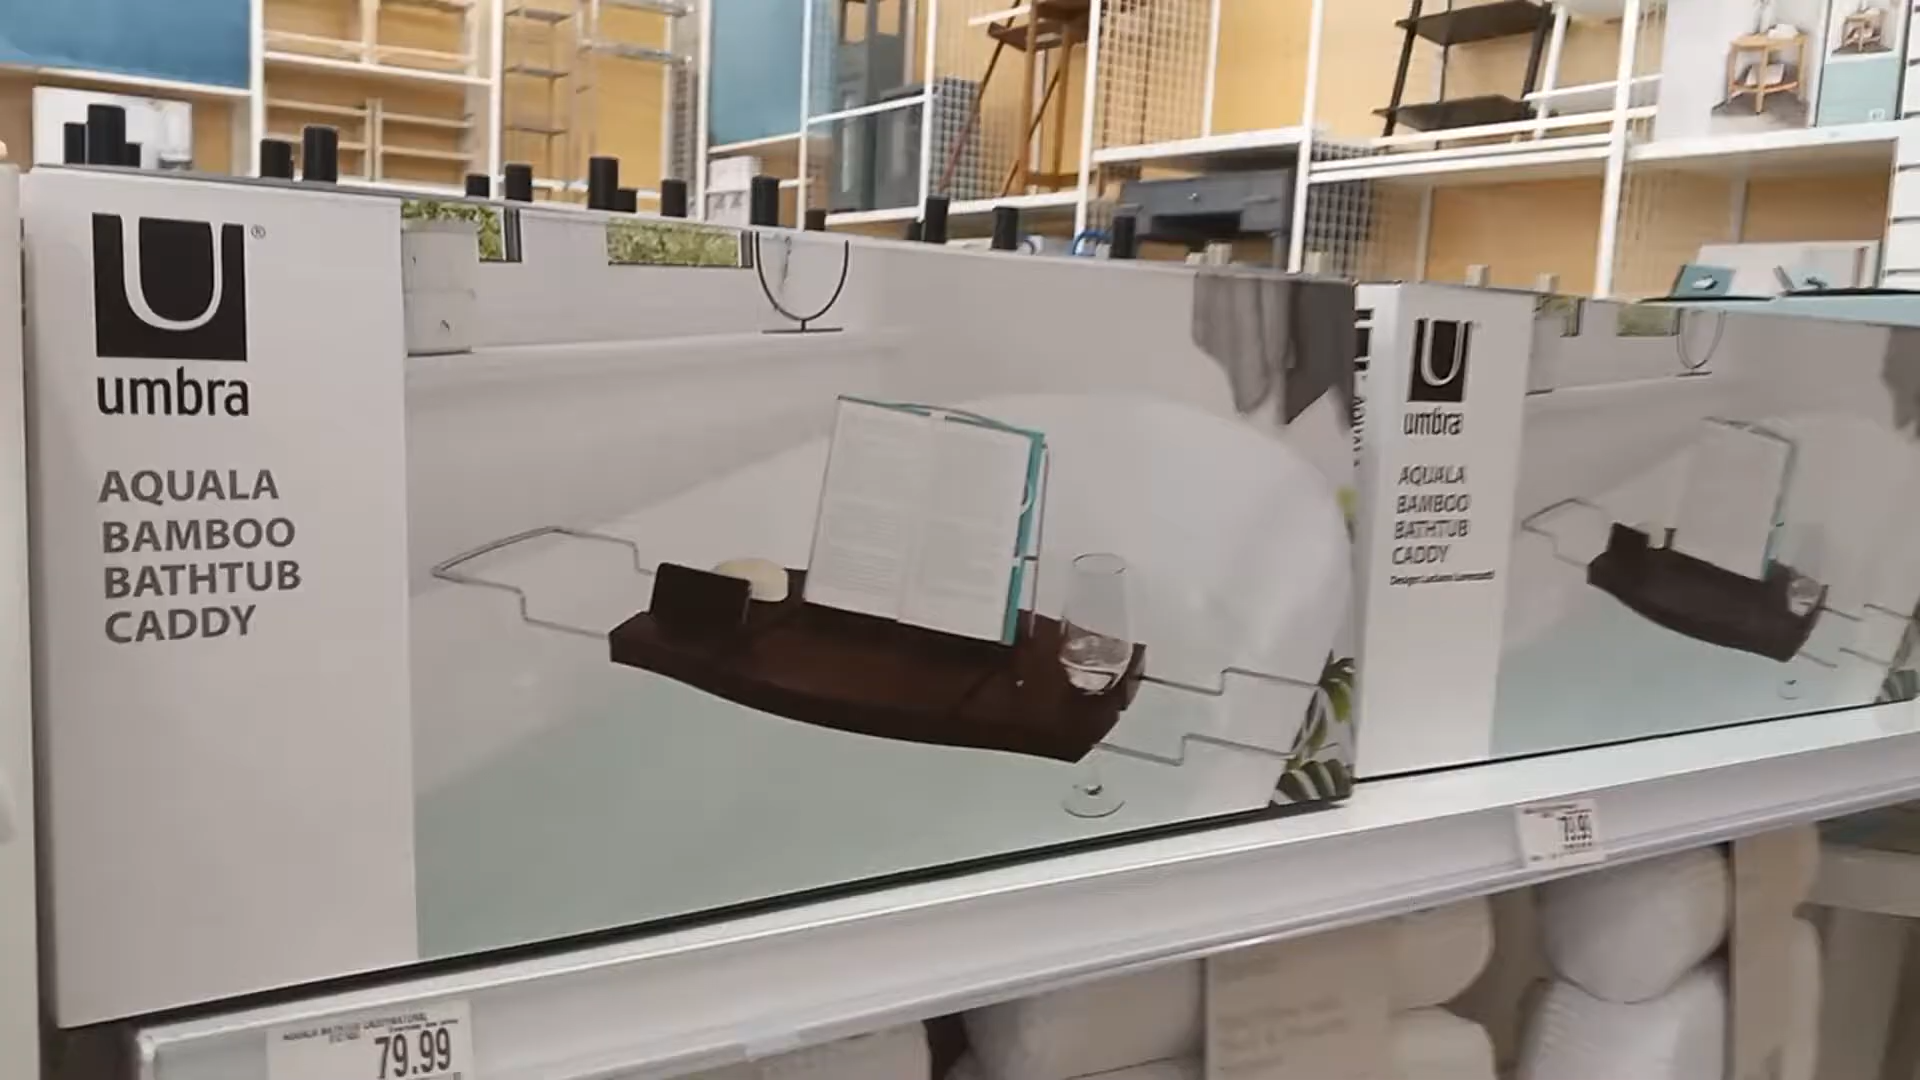 U®
umbra
AQUALA
BAMBOO
BATHTUB
CADDY
79.99
U
umbra
AQUALA
BAMBOO
BATHTUB
CADDY
79.99